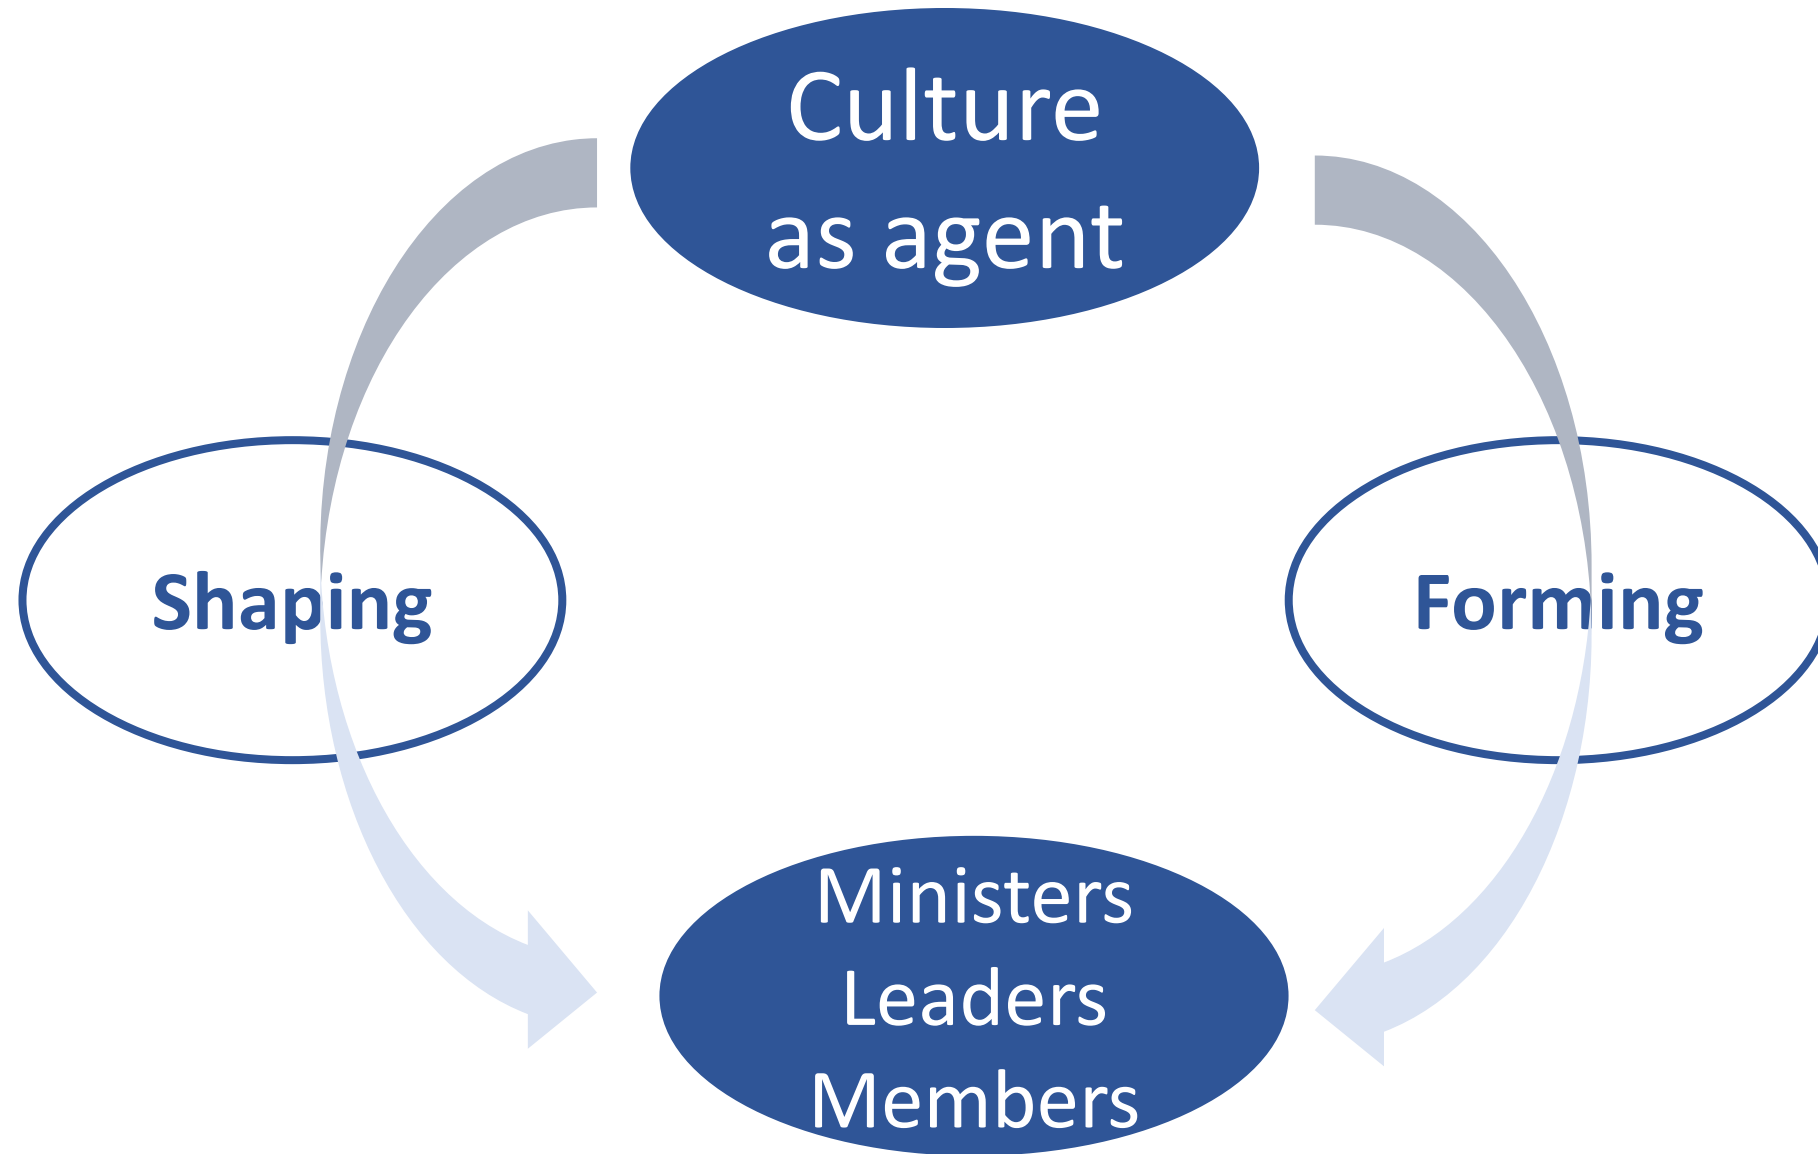 Culture
as agent
Shaping
Forming
Ministers
Leaders
Members